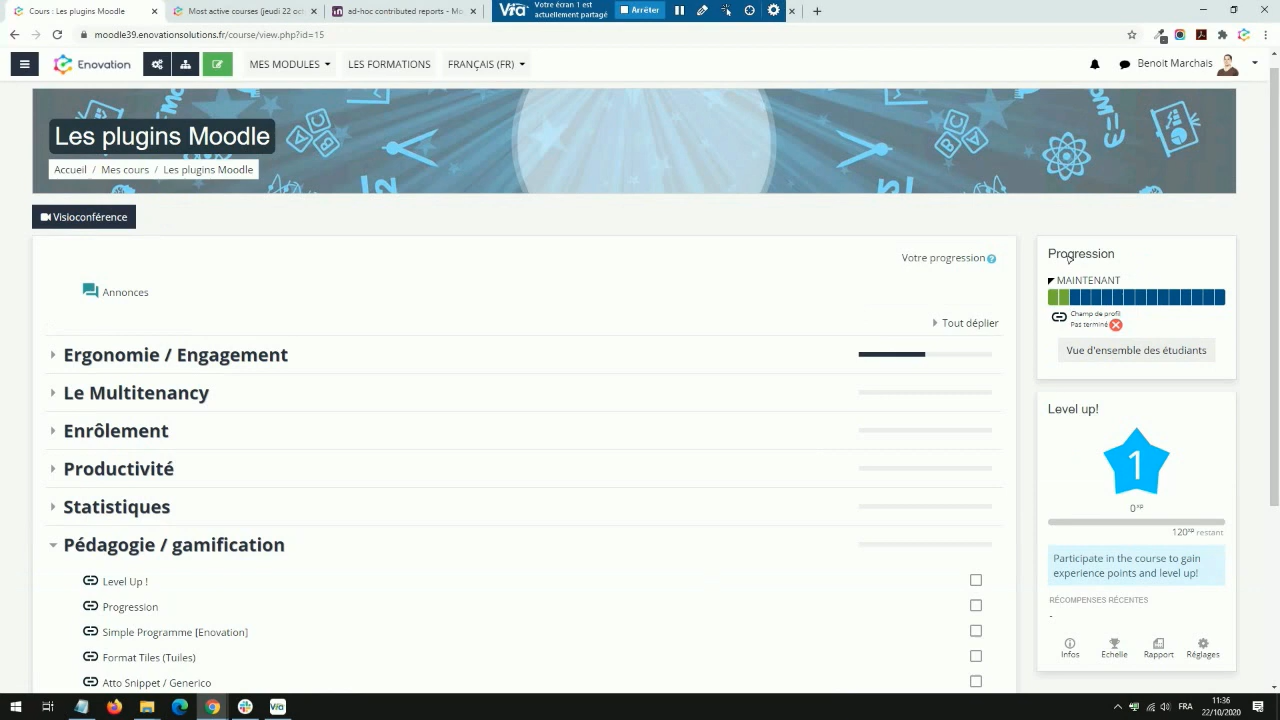 Cours : Les plugins Moodle
Most active courses (jeudi 22 oct
ad-hoc contributed reports - Mo
Vfa
Votre écran 1 est
actuellement partagé
Arrêter
moodle39.enovationsolutions.fr/course/view.php?id=15
Enovation
MES MODULES
LES FORMATIONS
FRANÇAIS (FR)
Benoit Marchais
Les plugins Moodle
Accueil / Mes cours / Les plugins Moodle
Visioconférence
Votre progression
Annonces
Tout déplier
Ergonomie / Engagement
Le Multitenancy
Enrôlement
Productivité
Statistiques
Pédagogie / gamification
Level Up !
Progression
Simple Programme [Enovation]
Format Tiles (Tuiles)
Atto Snippet / Generico
Progression
MAINTENANT
Champ de profil
Pas terminé
Vue d'ensemble des étudiants
Level up!
1
0xp
120xp restant
Participate in the course to gain
experience points and level up!
RÉCOMPENSES RÉCENTES
-
Infos
Echelle
Rapport
Réglages
FRA
11:36
22/10/2020